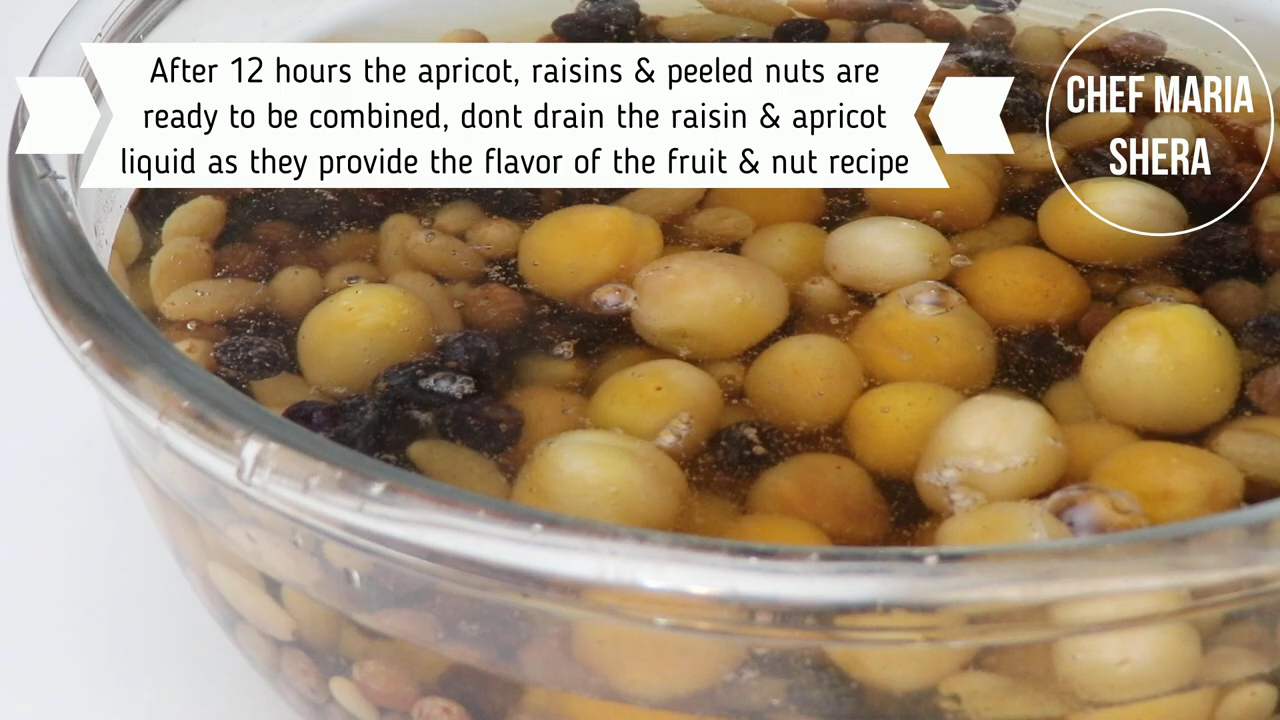 After 12 hours the apricot, raisins & peeled nuts are
ready to be combined, dont drain the raisin & apricot
liquid as they provide the flavor of the fruit & nut recipe
CHEF MARIA
SHERA